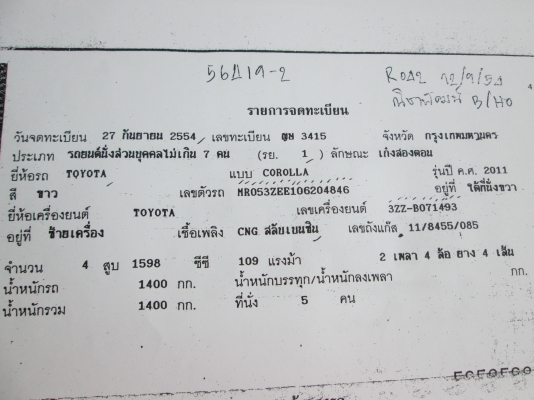 56419-2
R042 12/9/54
B/HO
4
รายการจดทะเบียน
วันจดทะเบียน 27 กันยายน 2554 เลขทะเบียน ฎฬ 3415 จังหวัด กรุงเทพมหานคร
ประเภท รถยนต์นั่งส่วนบุคคลไม่เกิน 7 คน (รย. 1 ) ลักษณะ เก๋งสองตอน
ยี่ห้อรถ TOYOTA แบบ COROLLA รุ่นปี ค.ศ. 2011
สี ขาว เลขตัวรถ MR053ZEE106204846 อยู่ที่ ใต้ที่นั่งขวา
ยี่ห้อเครื่องยนต์ TOYOTA เลขเครื่องยนต์ 3ZZ-B071493
อยู่ที่ ซ้ายเครื่อง เชื้อเพลิง CNG สลับเบนซิน เลขถังแก๊ส 11/8455/085
จำนวน 4 สูบ 1598 ซีซี 109 แรงม้า 2 เพลา 4 ล้อ ยาง 4 เส้น
น้ำหนักรถ 1400 กก. น้ำหนักบรรทุก/น้ำหนักลงเพลา กก.
น้ำหนักรวม 1400 กก. ที่นั่ง 5 คน